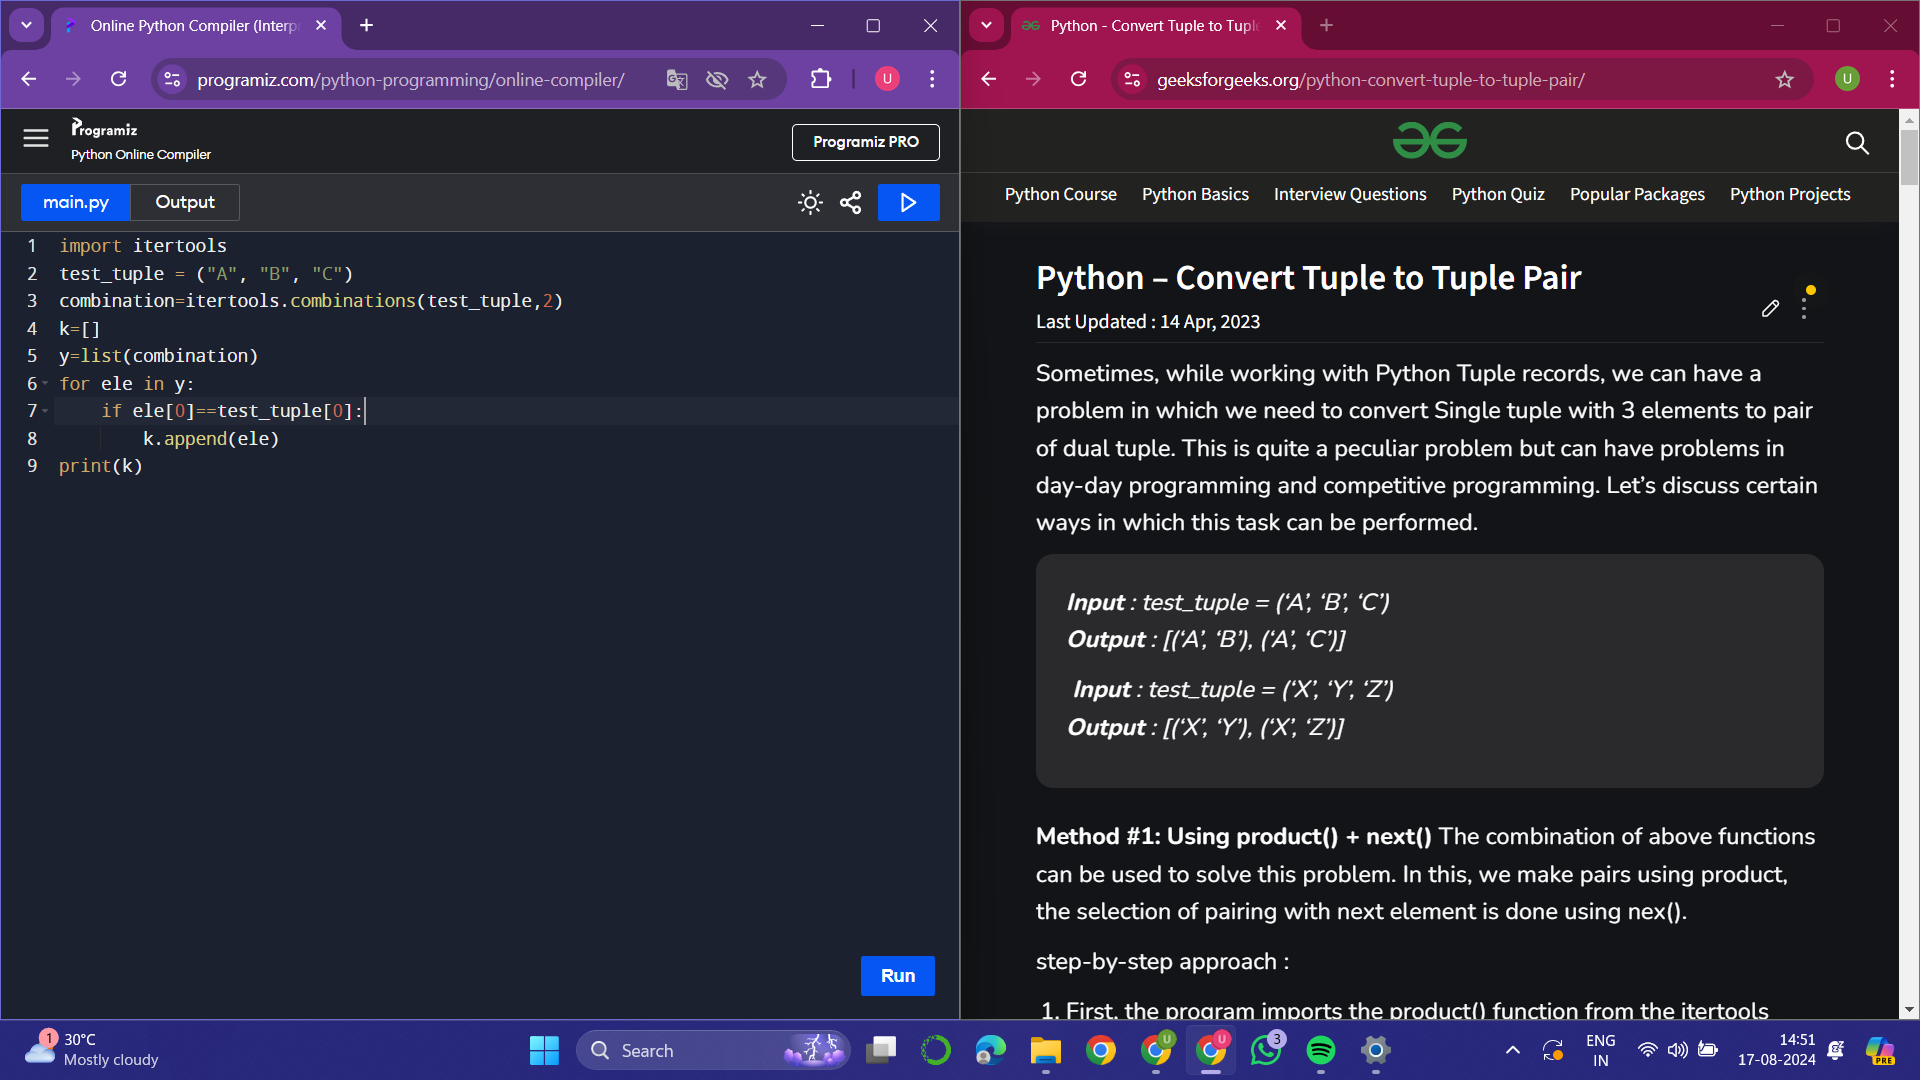 Online Python Compiler (Interp
programiz.com/python-programming/online-compiler/
U
Programiz
Python Online Compiler
Programiz PRO
main.py
Output
1 import itertools
2 test_tuple = ("A", "B", "C")
3 combination=itertools.combinations(test_tuple,2)
4 k=[]
5 y=list(combination)
6 for ele in y:
7 if ele[0]==test_tuple[0]:
8 k.append(ele)
9 print(k)
Run
Python - Convert Tuple to Tuple
geeksforgeeks.org/python-convert-tuple-to-tuple-pair/
U
Python Course Python Basics Interview Questions Python Quiz Popular Packages Python Projects
Python – Convert Tuple to Tuple Pair
Last Updated : 14 Apr, 2023
Sometimes, while working with Python Tuple records, we can have a
problem in which we need to convert Single tuple with 3 elements to pair
of dual tuple. This is quite a peculiar problem but can have problems in
day-day programming and competitive programming. Let’s discuss certain
ways in which this task can be performed.
Input : test_tuple = (‘A’, ‘B’, ‘C’)
Output : [(‘A’, ‘B’), (‘A’, ‘C’)]
Input : test_tuple = (‘X’, ‘Y’, ‘Z’)
Output : [(‘X’, ‘Y’), (‘X’, ‘Z’)]
Method #1: Using product() + next() The combination of above functions
can be used to solve this problem. In this, we make pairs using product,
the selection of pairing with next element is done using nex().
step-by-step approach :
1. First, the program imports the product() function from the itertools
1
30°C
Mostly cloudy
Search
U
U
3
ENG
IN
14:51
17-08-2024
PRE